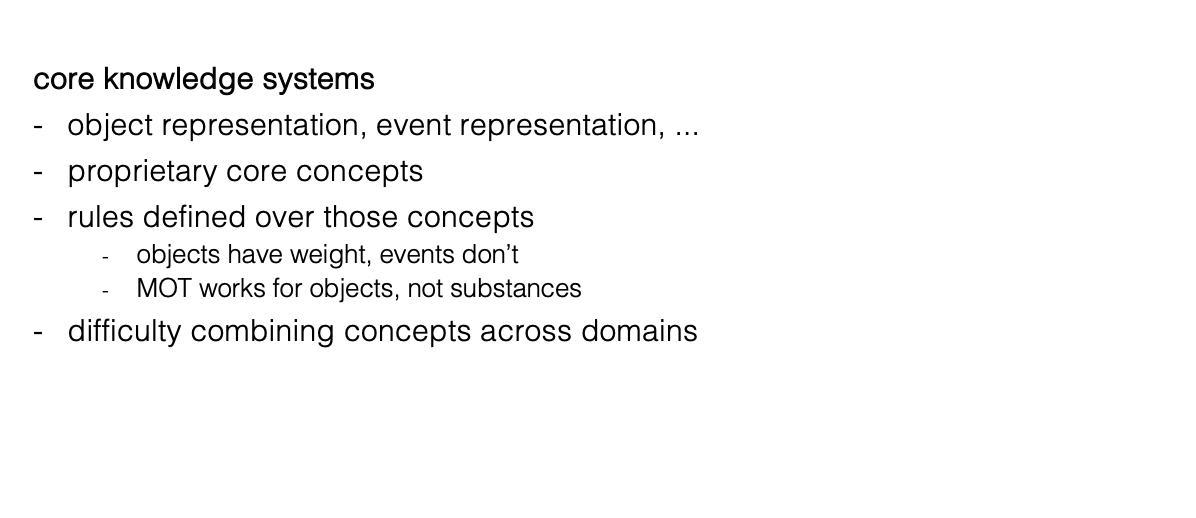 core knowledge systems
- object representation, event representation, ...
- proprietary core concepts
- rules defined over those concepts
- objects have weight, events don’t
- MOT works for objects, not substances
- difficulty combining concepts across domains